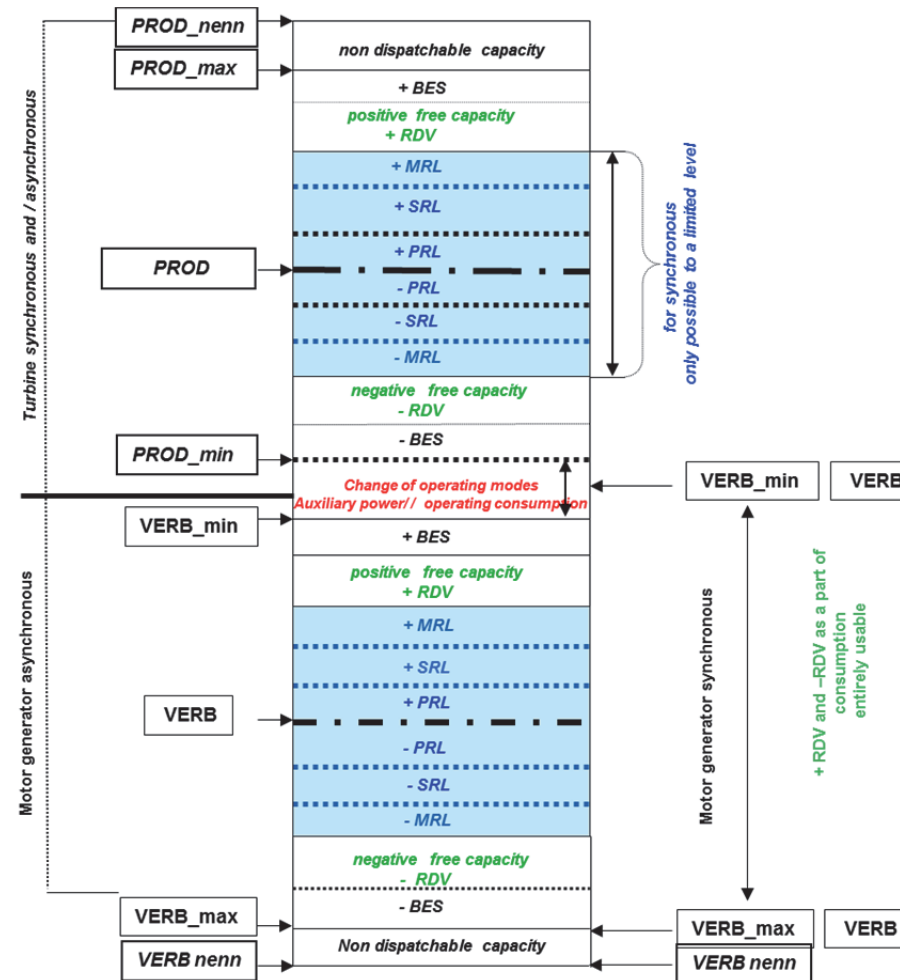 PROD_nenn
non dispatchable capacity
PROD_max
+ BES
positive free capacity
+ RDV
+ MRL
+ SRL
+ PRL
PROD
- PRL
- SRL
- MRL
negative free capacity
- RDV
- BES
PROD_min
Change of operating modes
Auxiliary power// operating consumption
VERB_min
+ BES
positive free capacity
+ RDV
+ MRL
+ SRL
+ PRL
VERB
- PRL
- SRL
- MRL
negative free capacity
- RDV
- BES
VERB_max
Non dispatchable capacity
VERB nenn
Turbine synchronous and / asynchronous
Motor generator asynchronous
for synchronous
only possible to a limited level
VERB_min
VERB
Motor generator synchronous
+ RDV and –RDV as a part of
consumption
entirely usable
VERB_max
VERB
VERB nenn